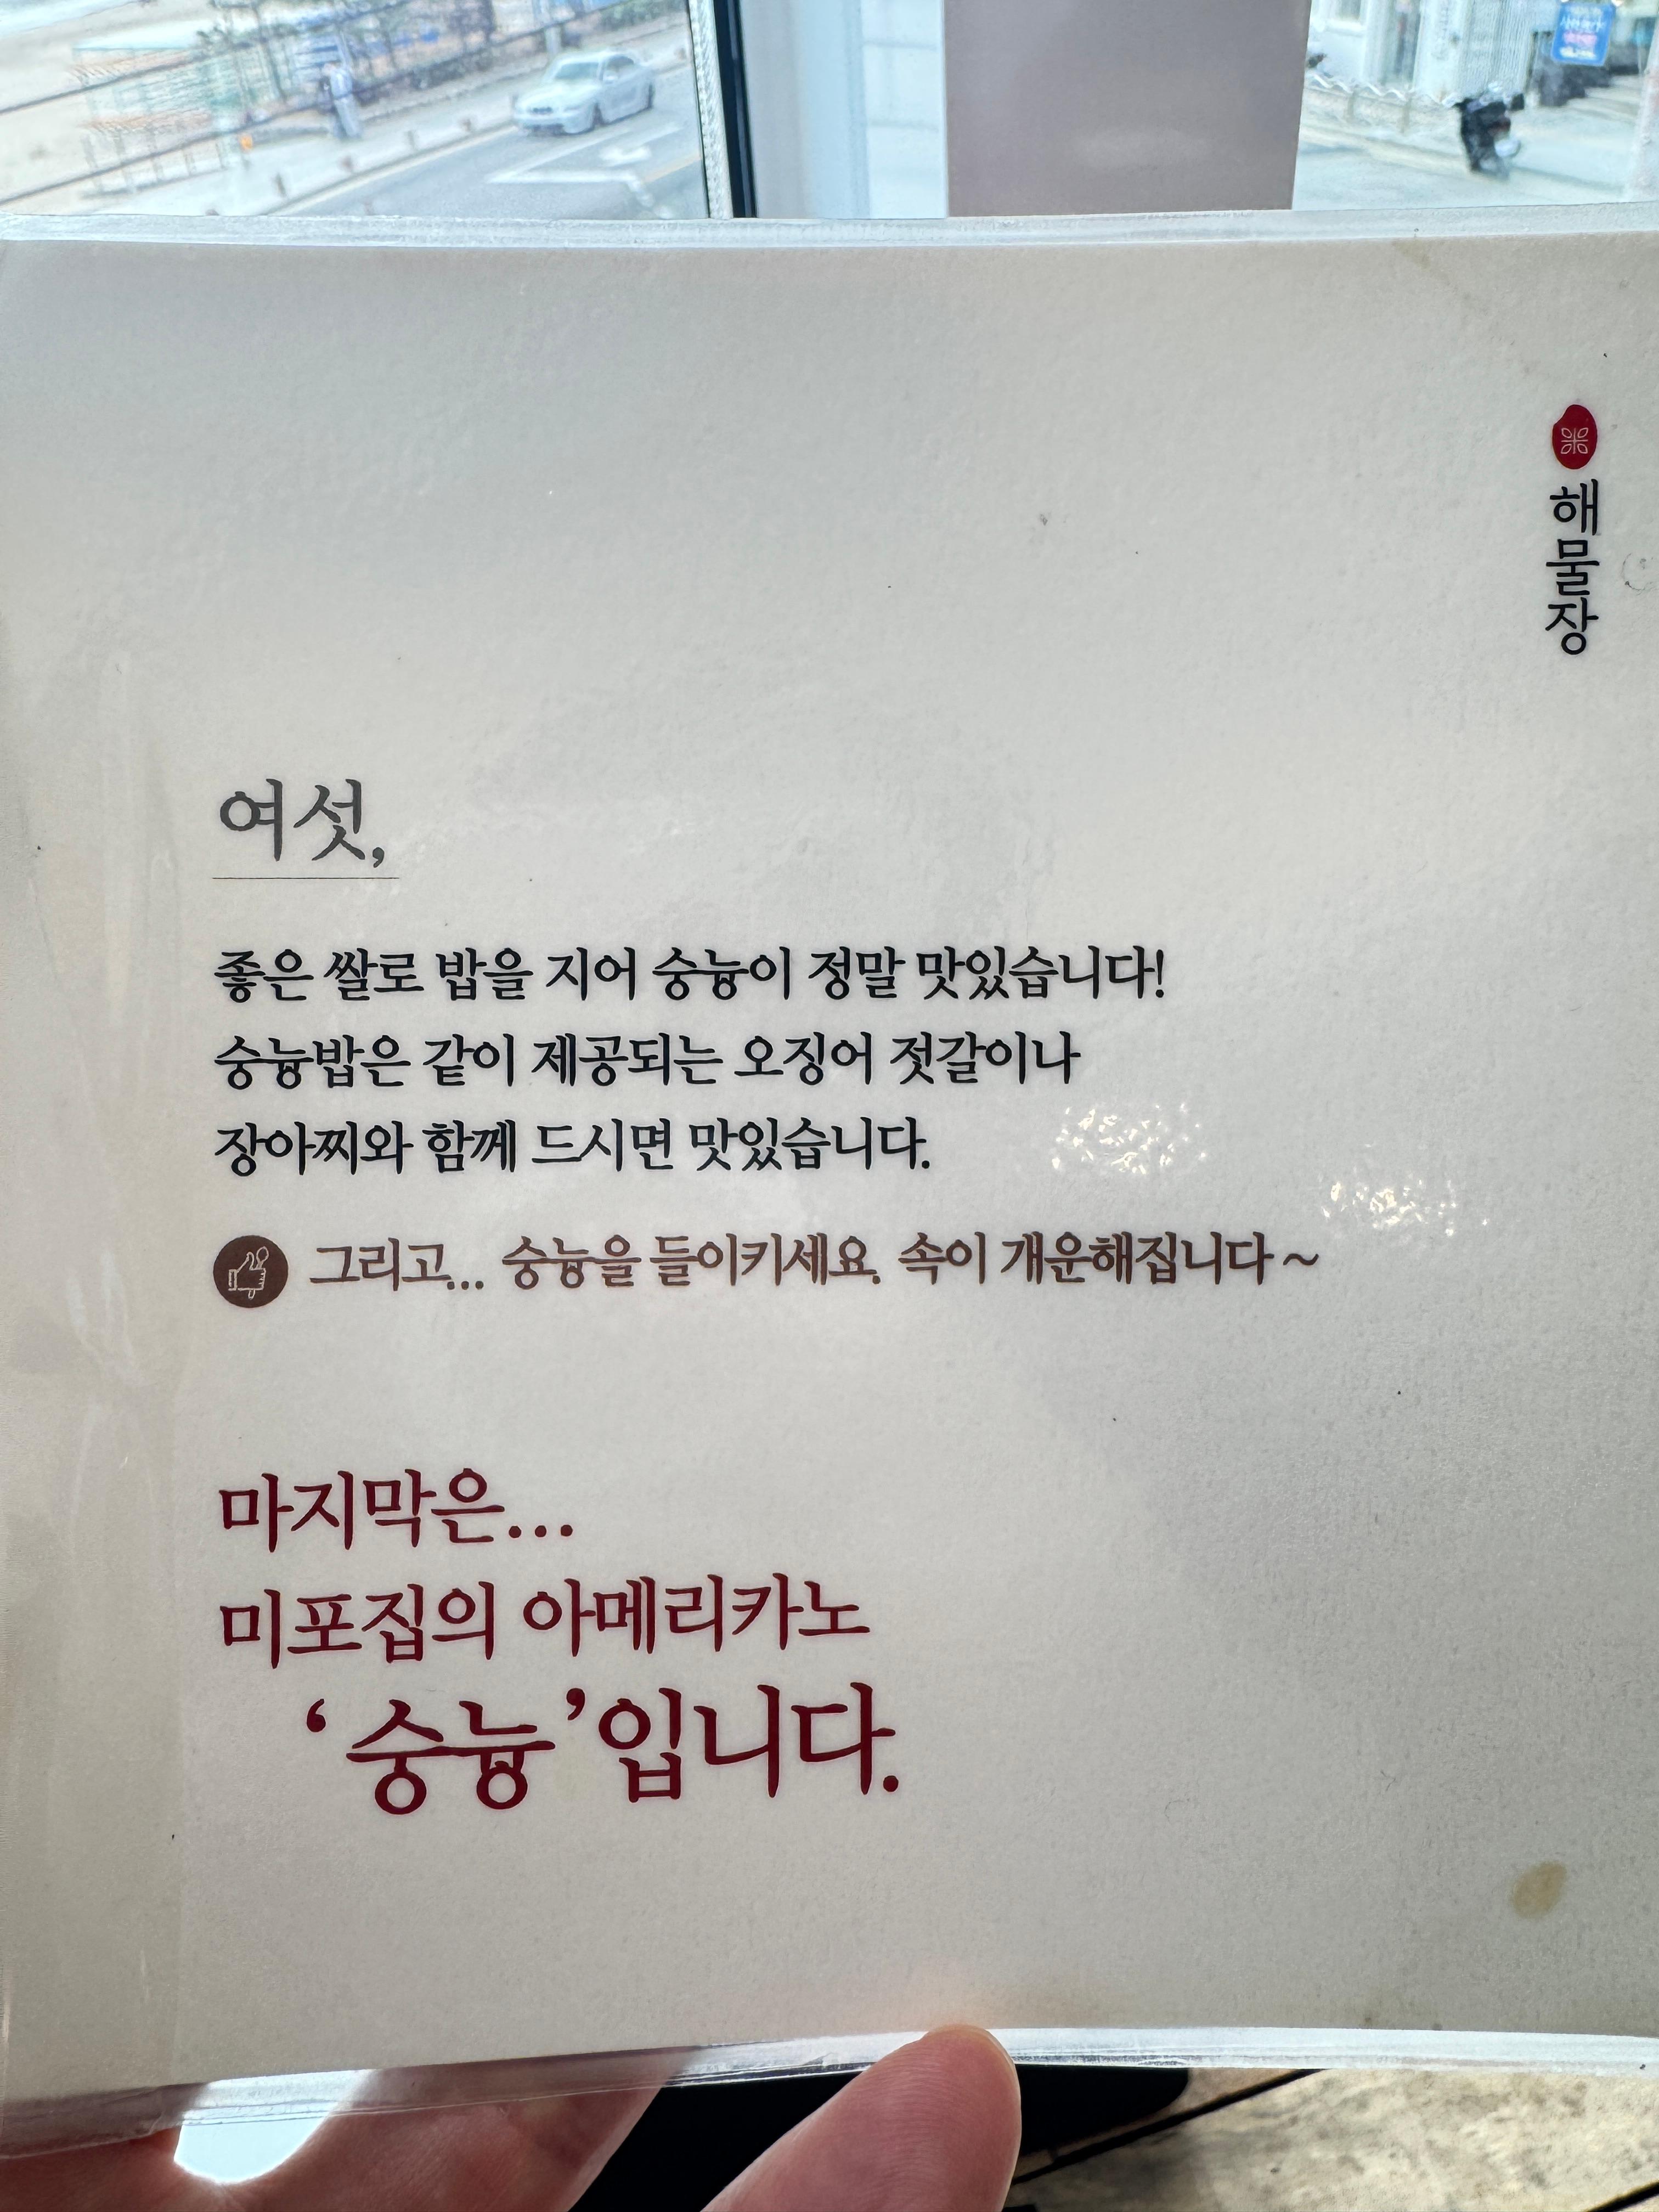 해물장
여섯,
좋은 쌀로 밥을 지어 숭늉이 정말 맛있습니다!
숭늉밥은 같이 제공되는 오징어 젓갈이나
장아찌와 함께 드시면 맛있습니다.
그리고... 숭늉을 들이키세요. 속이 개운해집니다~
마지막은...
미포집의 아메리카노
‘숭늉’입니다.